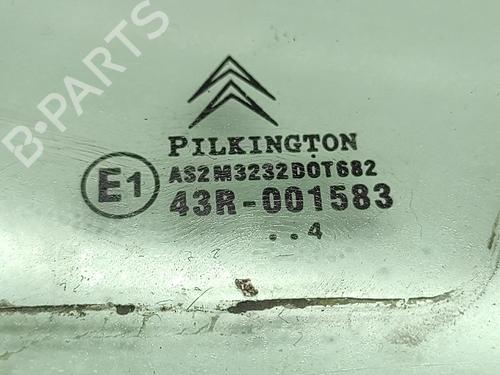 B-PARTS
PILKINGTON
AS2M3232DOT682
E1
43R-001583
..4